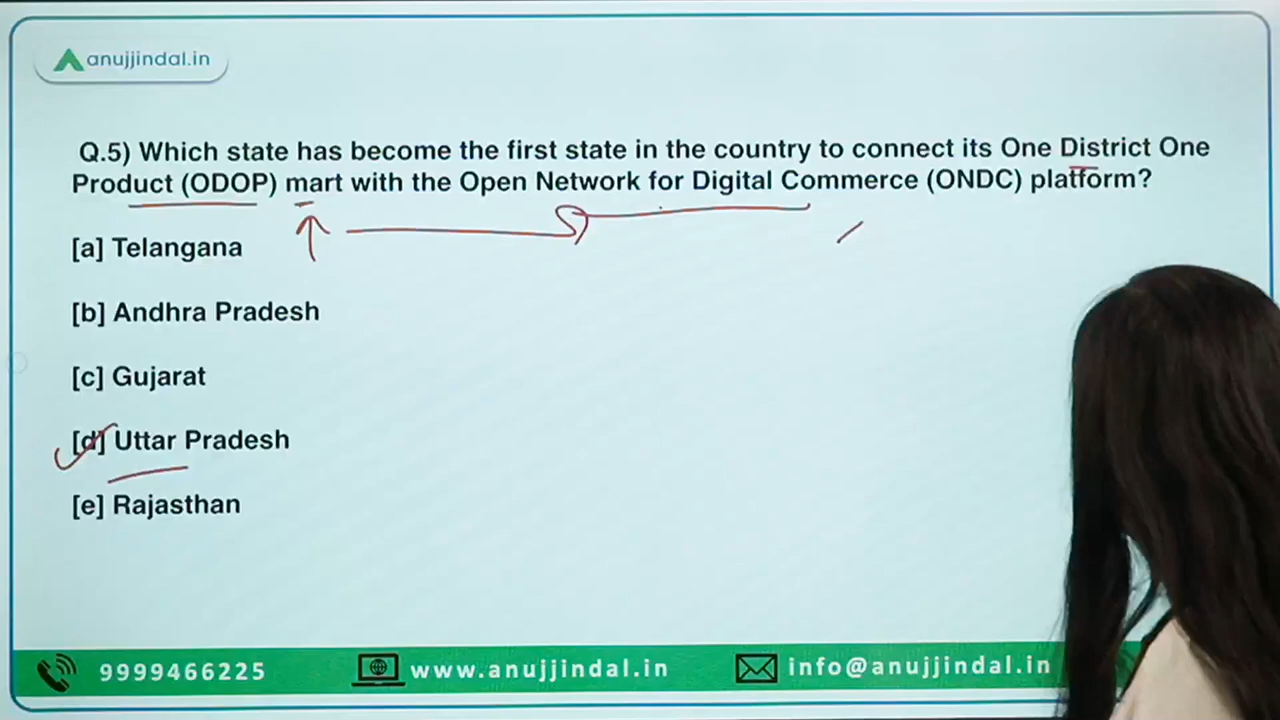 anujjindal.in
Q.5) Which state has become the first state in the country to connect its One District One
Product (ODOP) mart with the Open Network for Digital Commerce (ONDC) platform?
[a] Telangana
[b] Andhra Pradesh
[c] Gujarat
[d] Uttar Pradesh
[e] Rajasthan
9999466225 www.anujjindal.in info@anujjindal.in